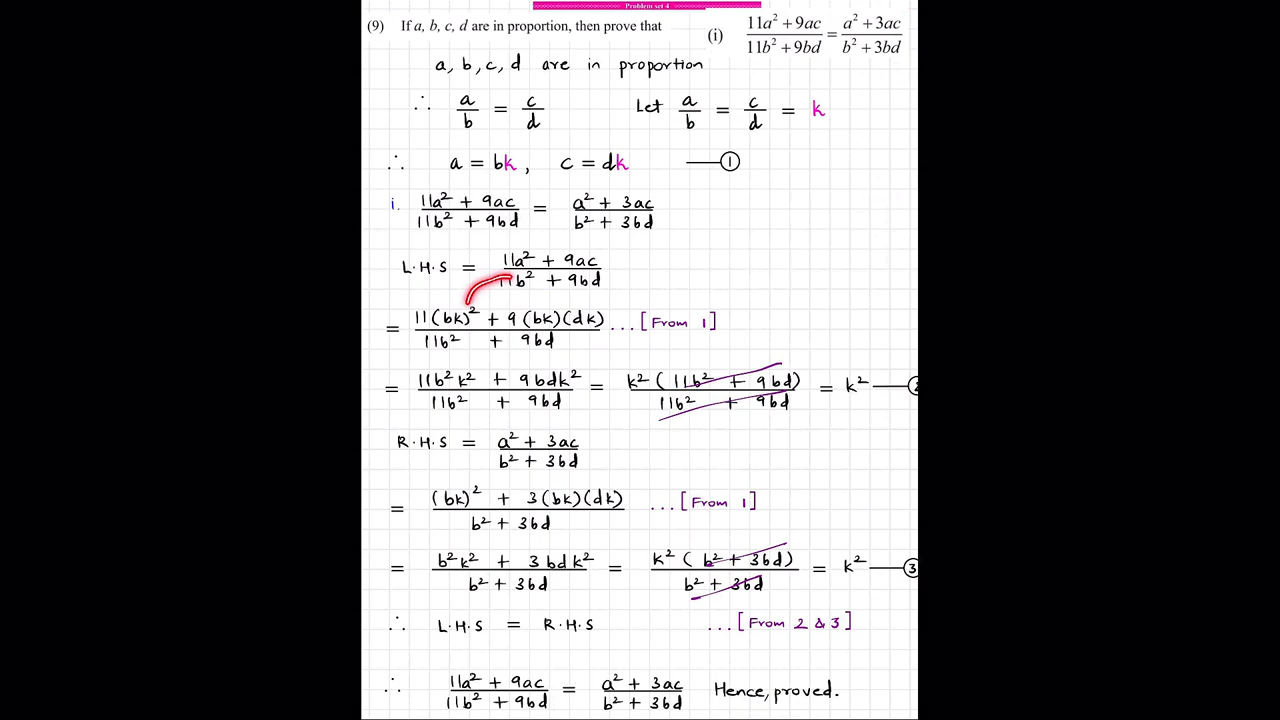 Problem set 4
(9) If a, b, c, d are in proportion, then prove that (i) (11a² + 9ac)/(11b² + 9bd) = (a² + 3ac)/(b² + 3bd)
a, b, c, d are in proportion
∴ a/b = c/d Let a/b = c/d = k
∴ a = bk, c = dk —— ①
i. (11a² + 9ac)/(11b² + 9bd) = (a² + 3ac)/(b² + 3bd)
L.H.S = (11a² + 9ac)/(11b² + 9bd)
= (11(bk)² + 9(bk)(dk))/(11b² + 9bd) ...[From 1]
= (11b²k² + 9bdk²)/(11b² + 9bd) = k²(11b² + 9bd)/(11b² + 9bd) = k² —— ②
R.H.S = (a² + 3ac)/(b² + 3bd)
= ((bk)² + 3(bk)(dk))/(b² + 3bd) ...[From 1]
= (b²k² + 3bdk²)/(b² + 3bd) = k²(b² + 3bd)/(b² + 3bd) = k² —— ③
∴ L.H.S = R.H.S ...[From 2 & 3]
∴ (11a² + 9ac)/(11b² + 9bd) = (a² + 3ac)/(b² + 3bd) Hence, proved.